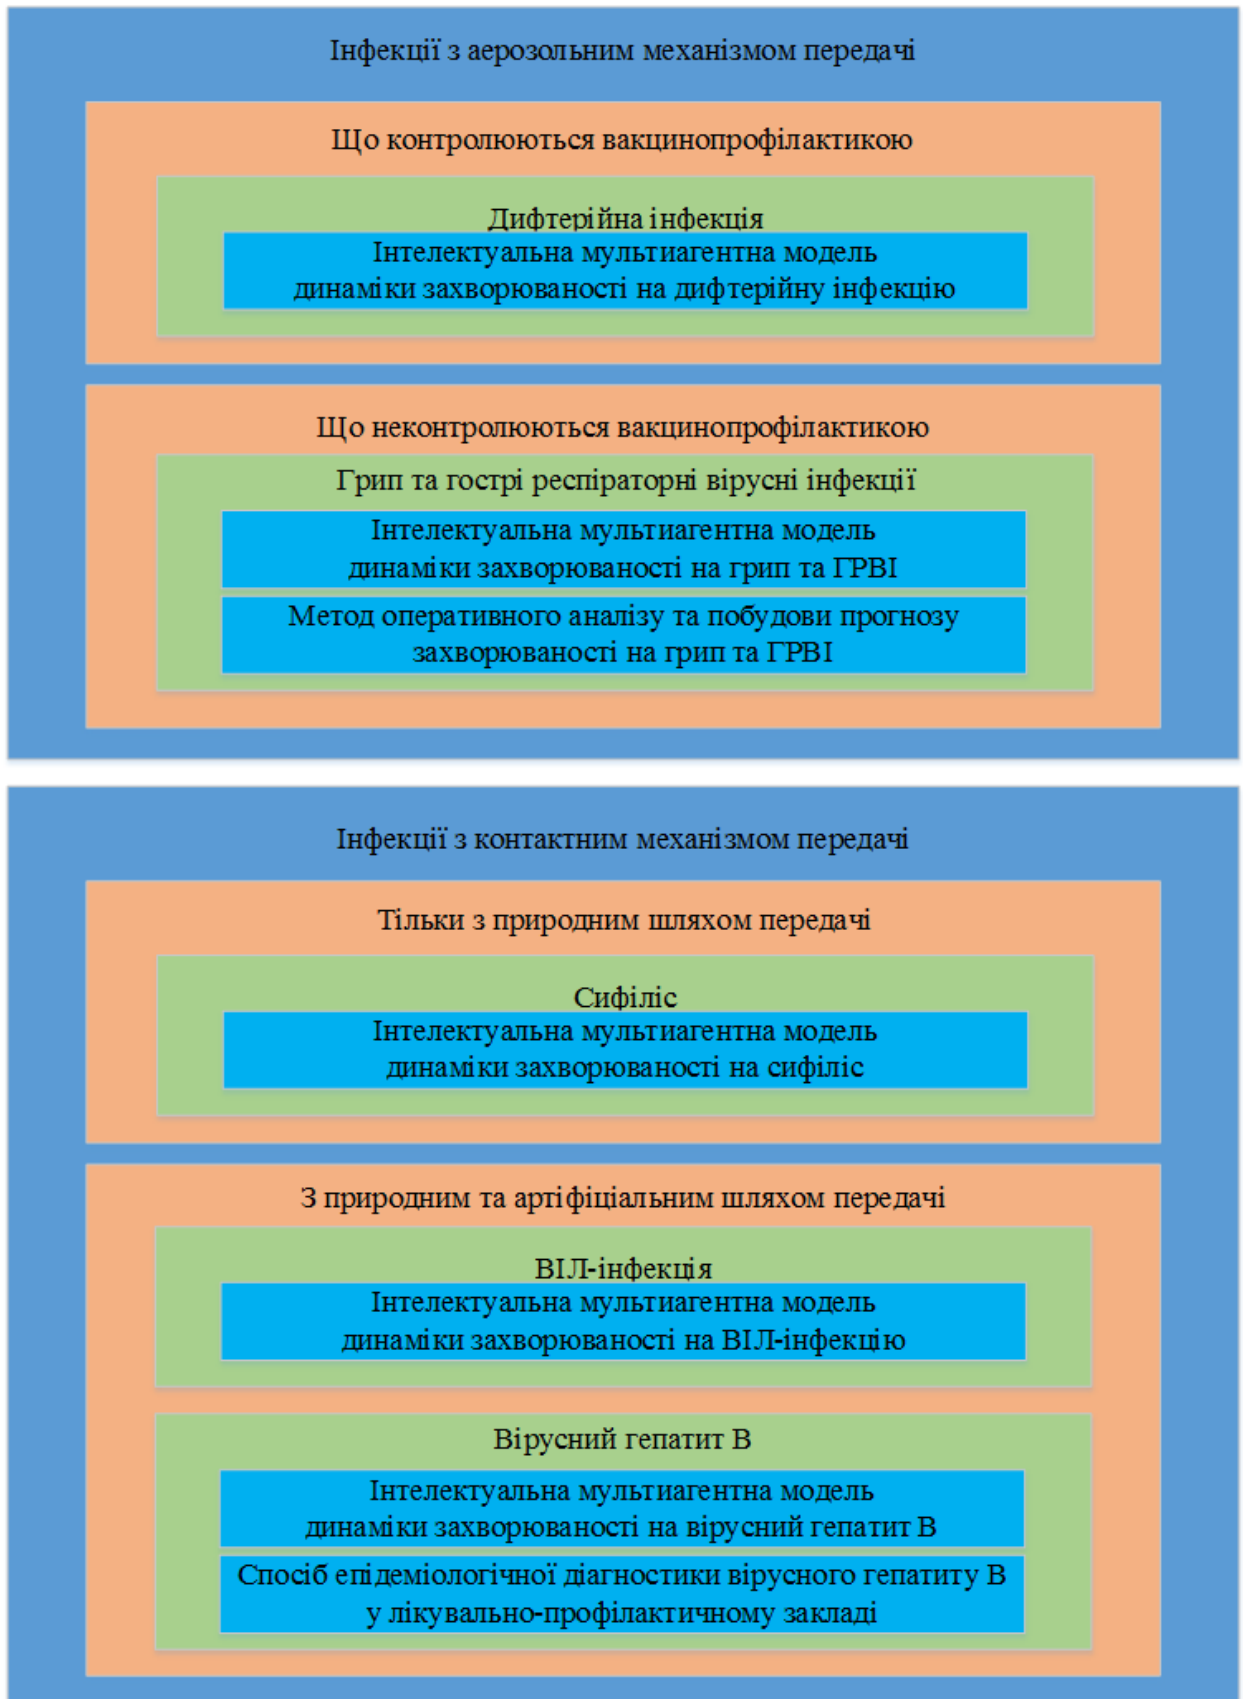 Інфекції з аерозольним механізмом передачі
Що контролюються вакцинопрофілактикою
Дифтерійна інфекція
Інтелектуальна мультиагентна модель
динаміки захворюваності на дифтерійну інфекцію
Що неконтролюються вакцинопрофілактикою
Грип та гострі респіраторні вірусні інфекції
Інтелектуальна мультиагентна модель
динаміки захворюваності на грип та ГРВІ
Метод оперативного аналізу та побудови прогнозу
захворюваності на грип та ГРВІ
Інфекції з контактним механізмом передачі
Тільки з природним шляхом передачі
Сифіліс
Інтелектуальна мультиагентна модель
динаміки захворюваності на сифіліс
З природним та артіфіціальним шляхом передачі
ВІЛ-інфекція
Інтелектуальна мультиагентна модель
динаміки захворюваності на ВІЛ-інфекцію
Вірусний гепатит В
Інтелектуальна мультиагентна модель
динаміки захворюваності на вірусний гепатит В
Спосіб епідеміологічної діагностики вірусного гепатиту В
у лікувально-профілактичному закладі